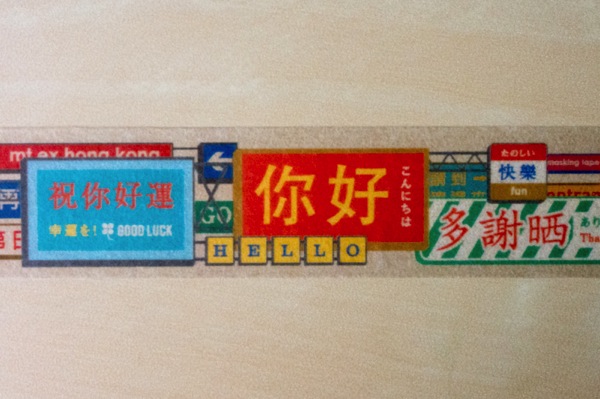 mt ex hong kong
祝你好運
幸運を!
GOOD LUCK
GO
你好
こんにちは
HELLO
たのしい
快樂
fun
masking tape
多謝晒